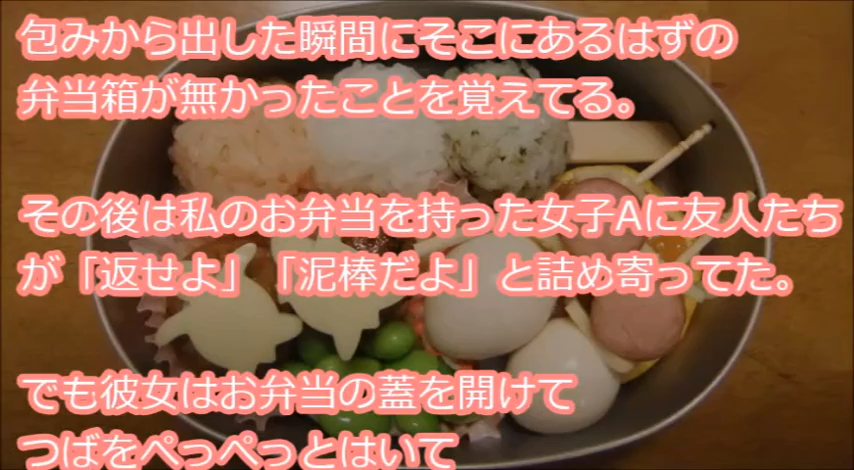 包みから出した瞬間にそこにあるはずの
弁当箱が無かったことを覚えてる。
その後は私のお弁当を持った女子Aに友人たち
が「返せよ」「泥棒だよ」と詰め寄ってた。
でも彼女はお弁当の蓋を開けて
つばをぺっぺっとはいて